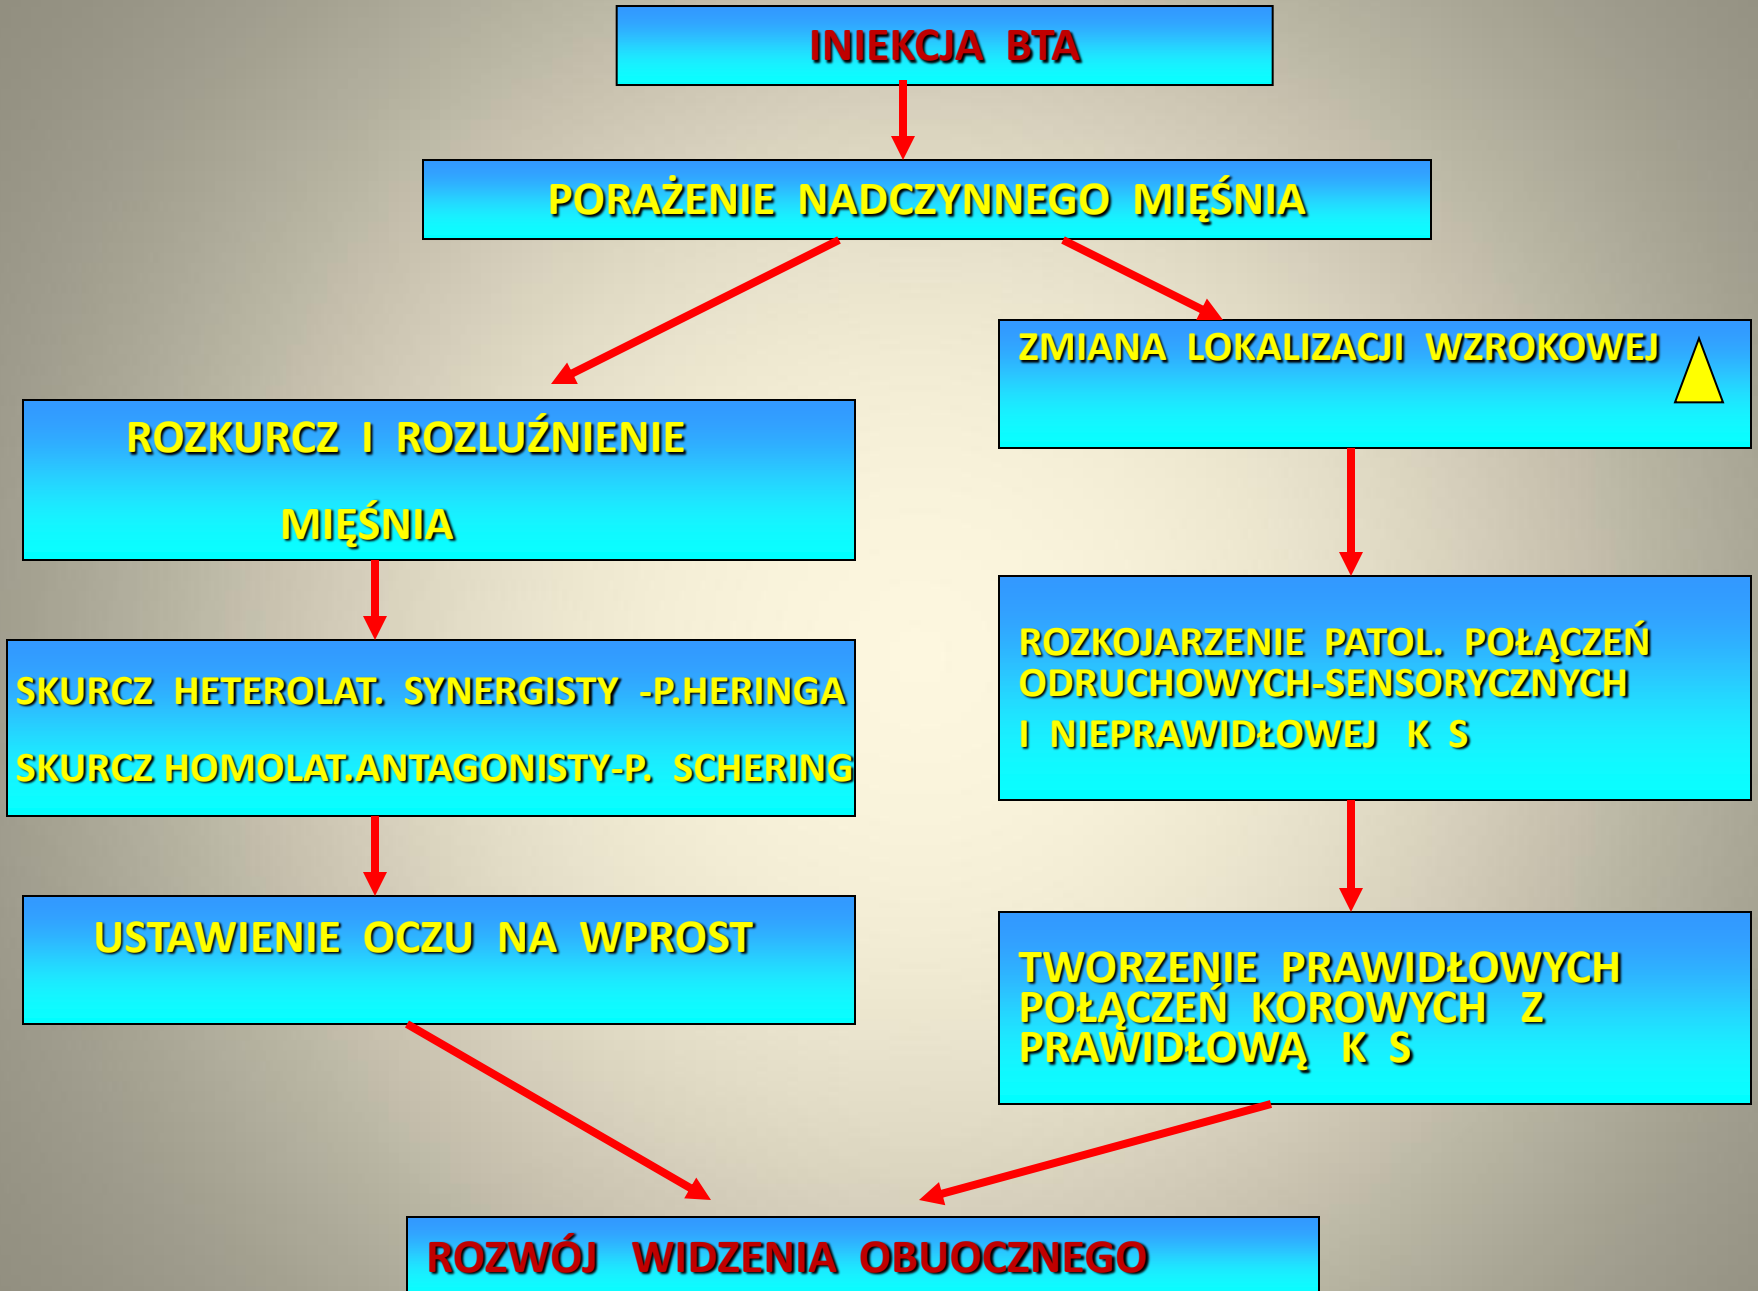 INIEKCJA BTA
PORAŻENIE NADCZYNNEGO MIĘŚNIA
ROZKURCZ I ROZLUŹNIENIE
MIĘŚNIA
SKURCZ HETEROLAT. SYNERGISTY -P.HERINGA
SKURCZ HOMOLAT.ANTAGONISTY-P. SCHERING
USTAWIENIE OCZU NA WPROST
ZMIANA LOKALIZACJI WZROKOWEJ
ROZKOJARZENIE PATOL. POŁĄCZEŃ
ODRUCHOWYCH-SENSORYCZNYCH
I NIEPRAWIDŁOWEJ K S
TWORZENIE PRAWIDŁOWYCH
POŁĄCZEŃ KOROWYCH Z
PRAWIDŁOWĄ K S
ROZWÓJ WIDZENIA OBUOCZNEGO